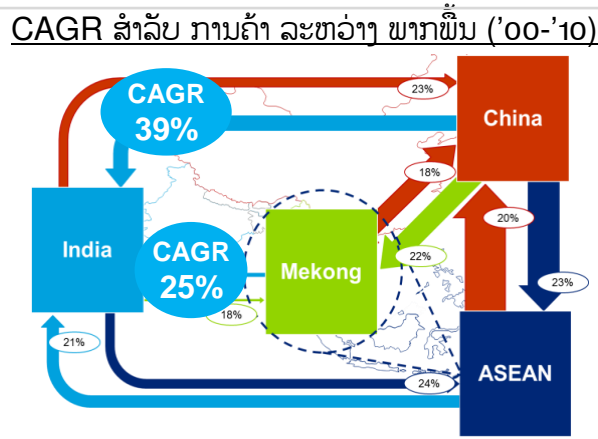 CAGR ສຳລັບ ການຄ້າ ລະຫວ່າງ ພາກພື້ນ (’00-’10)
23%
CAGR
39%
China
18%
20%
India
CAGR
25%
Mekong
22%
23%
18%
21%
24%
ASEAN